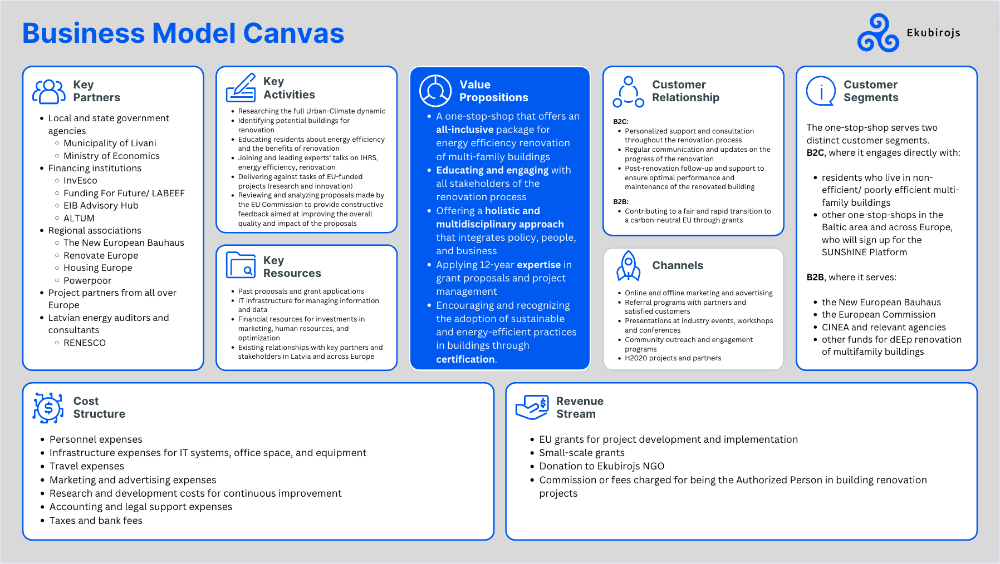 Business Model Canvas
Ekubirojs
Key
Partners
• Local and state government
agencies
○ Municipality of Livani
○ Ministry of Economics
• Financing institutions
○ InvEsco
○ Funding For Future/ LABEEF
○ EIB Advisory Hub
○ ALTUM
• Regional associations
○ The New European Bauhaus
○ Renovate Europe
○ Housing Europe
○ Powerpoor
• Project partners from all over
Europe
• Latvian energy auditors and
consultants
○ RENESCO
Key
Activities
• Researching the full Urban-Climate dynamic
• Identifying potential buildings for
renovation
• Educating residents about energy efficiency
and the benefits of renovation
• Joining and leading experts' talks on IHRS,
energy efficiency, renovation
• Delivering against tasks of EU-funded
projects (research and innovation)
• Reviewing and analyzing proposals made by
the EU Commission to provide constructive
feedback aimed at improving the overall
quality and impact of the proposals
Key
Resources
• Past proposals and grant applications
• IT infrastructure for managing information
and data
• Financial resources for investments in
marketing, human resources, and
optimization
• Existing relationships with key partners and
stakeholders in Latvia and across Europe
Value
Propositions
• A one-stop-shop that offers an
all-inclusive package for
energy efficiency renovation
of multi-family buildings
• Educating and engaging with
all stakeholders of the
renovation process
• Offering a holistic and
multidisciplinary approach
that integrates policy, people,
and business
• Applying 12-year expertise in
grant proposals and project
management
• Encouraging and recognizing
the adoption of sustainable
and energy-efficient practices
in buildings through
certification.
Customer
Relationship
B2C:
• Personalized support and consultation
throughout the renovation process
• Regular communication and updates on the
progress of the renovation
• Post-renovation follow-up and support to
ensure optimal performance and
maintenance of the renovated building
B2B:
• Contributing to a fair and rapid transition to
a carbon-neutral EU through grants
Channels
• Online and offline marketing and advertising
• Referral programs with partners and
satisfied customers
• Presentations at industry events, workshops
and conferences
• Community outreach and engagement
programs
• H2020 projects and partners
Customer
Segments
The one-stop-shop serves two
distinct customer segments.
B2C, where it engages directly with:
• residents who live in non-
efficient/ poorly efficient multi-
family buildings
• other one-stop-shops in the
Baltic area and across Europe,
who will sign up for the
SUNShINE Platform
B2B, where it serves:
• the New European Bauhaus
• the European Commission
• CINEA and relevant agencies
• other funds for dEEp renovation
of multifamily buildings
Cost
Structure
• Personnel expenses
• Infrastructure expenses for IT systems, office space, and equipment
• Travel expenses
• Marketing and advertising expenses
• Research and development costs for continuous improvement
• Accounting and legal support expenses
• Taxes and bank fees
Revenue
Stream
• EU grants for project development and implementation
• Small-scale grants
• Donation to Ekubirojs NGO
• Commission or fees charged for being the Authorized Person in building renovation
projects